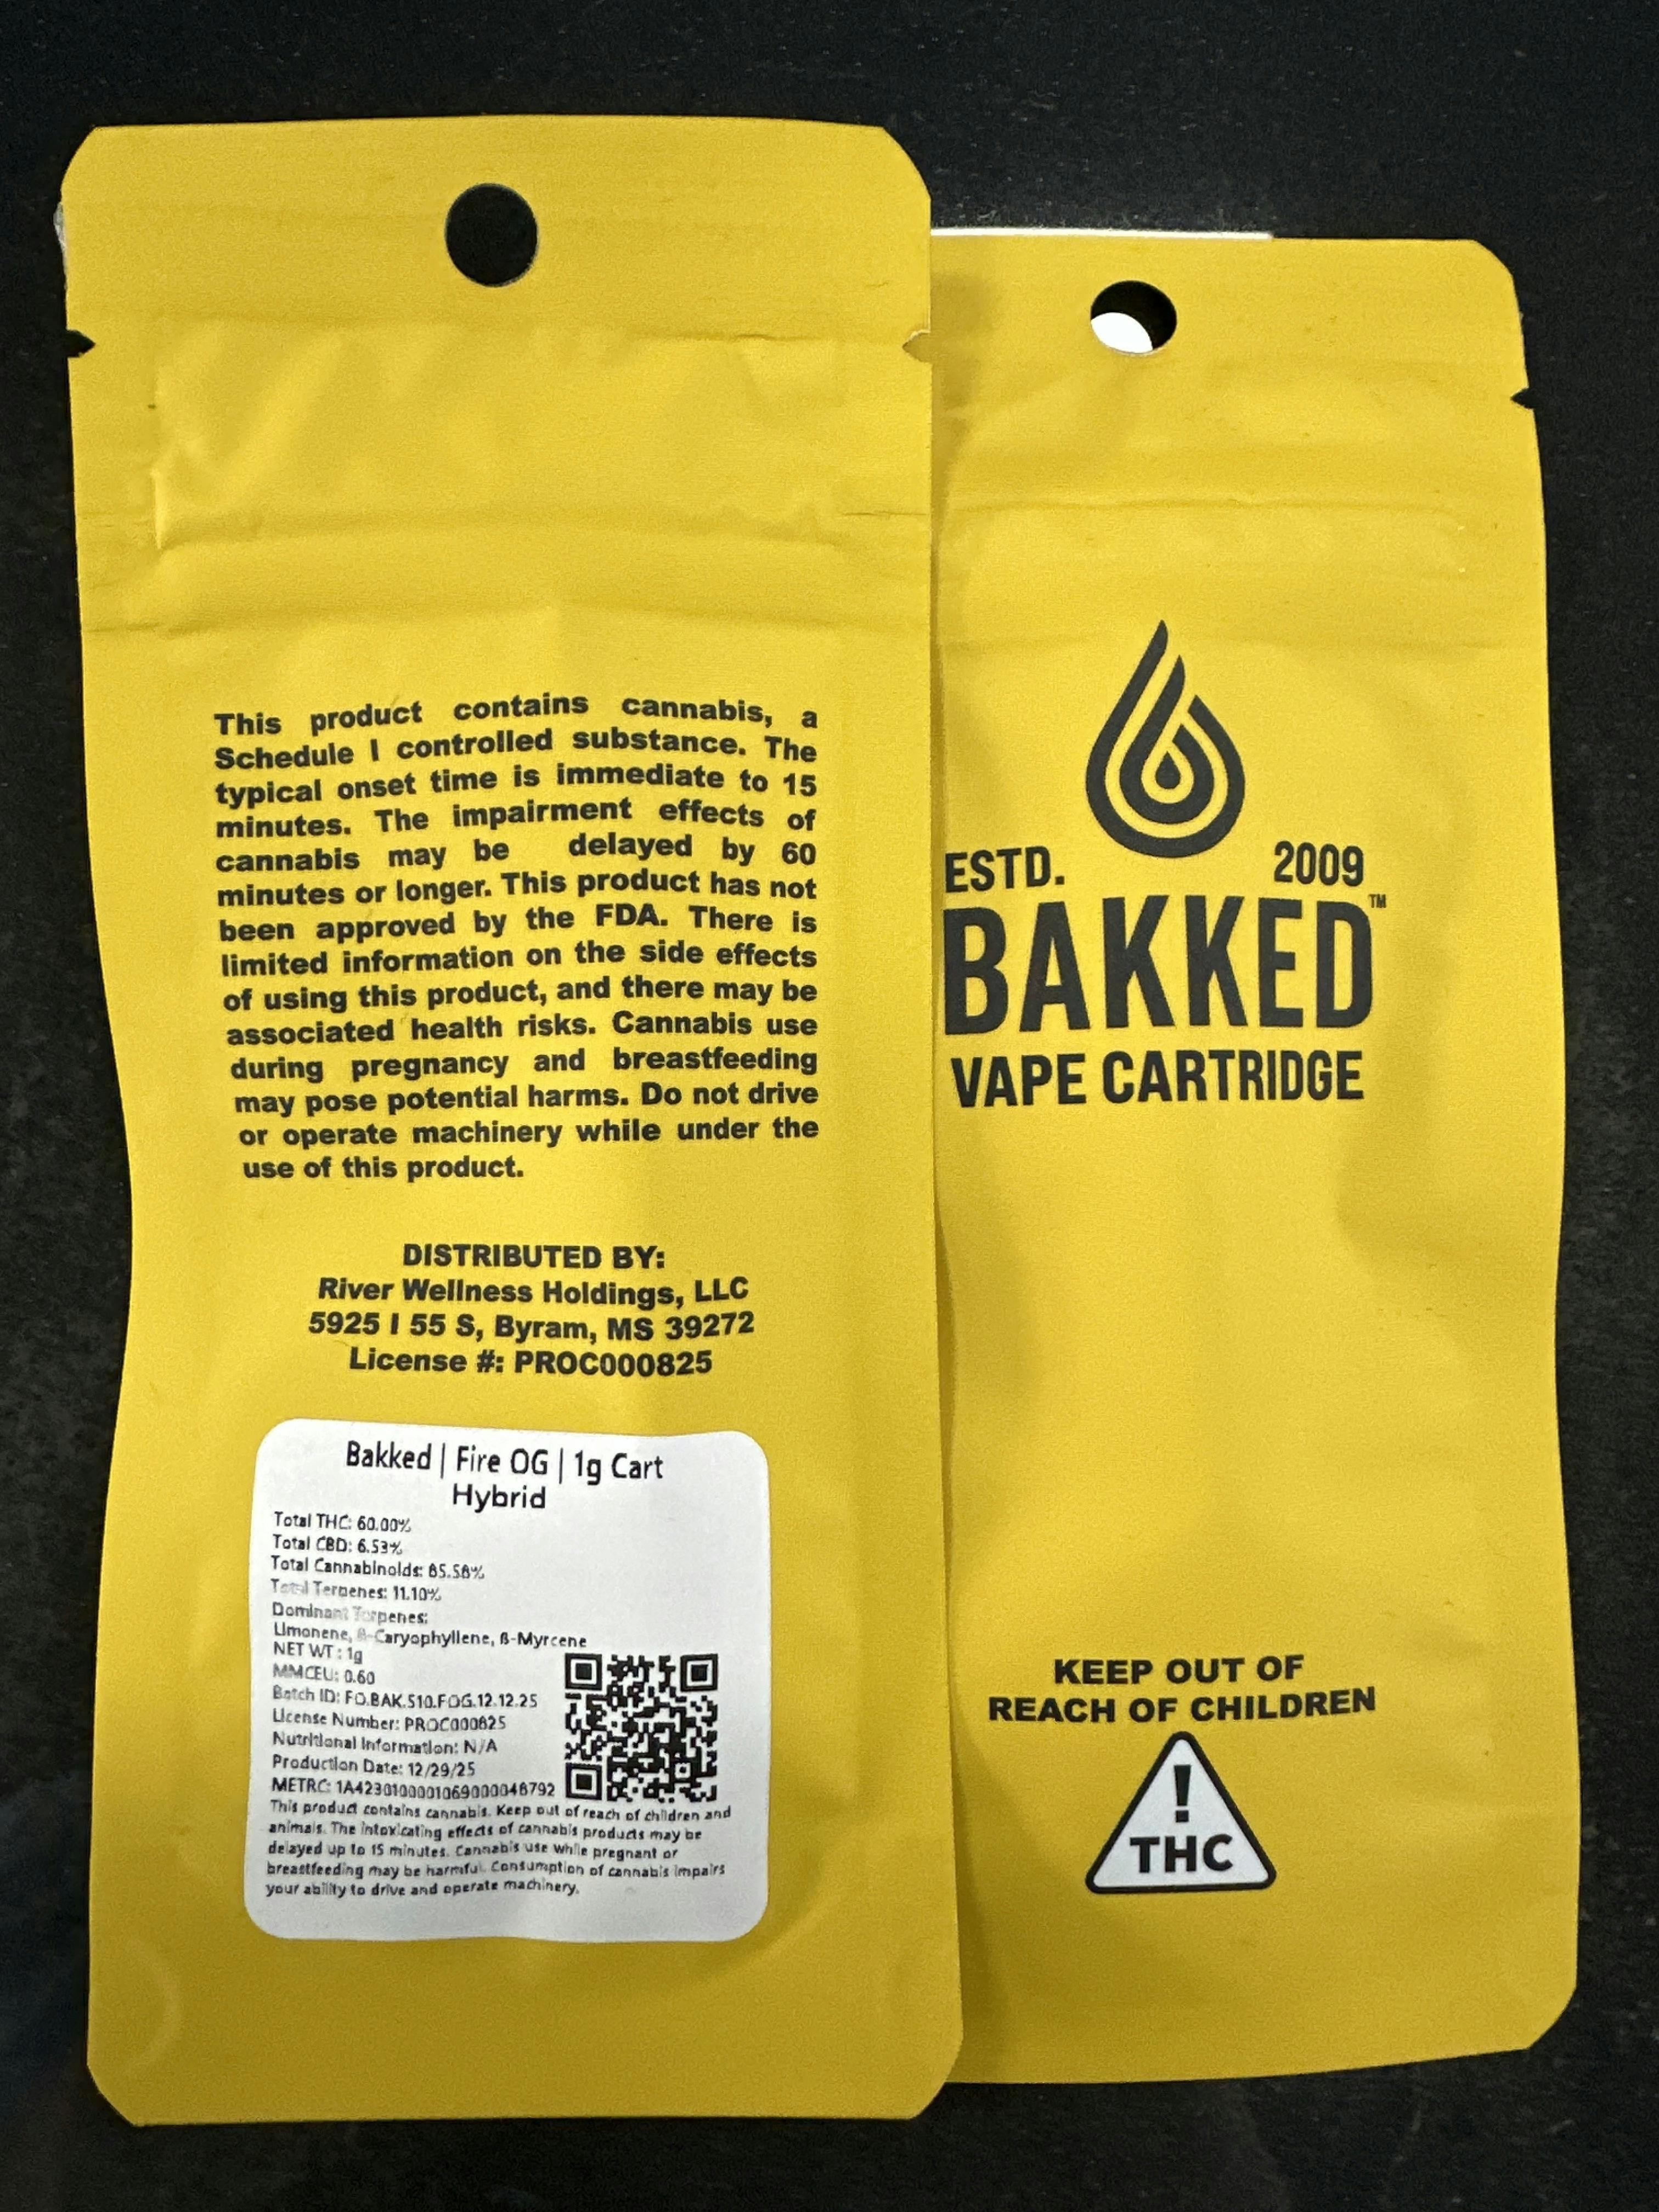 This product contains cannabis, a
Schedule I controlled substance. The
typical onset time is immediate to 15
minutes. The impairment effects of
cannabis may be delayed by 60
minutes or longer. This product has not
been approved by the FDA. There is
limited information on the side effects
of using this product, and there may be
associated health risks. Cannabis use
during pregnancy and breastfeeding
may pose potential harms. Do not drive
or operate machinery while under the
use of this product.
DISTRIBUTED BY:
River Wellness Holdings, LLC
5925 I 55 S, Byram, MS 39272
License #: PROC000825
Bakked | Fire OG | 1g Cart
Hybrid
Total THC: 60.00%
Total CBD: 6.53%
Total Cannabinoids: 85.58%
Total Terpenes: 11.10%
Dominant Terpenes:
Limonene, β-Caryophyllene, β-Myrcene
NET WT : 1g
MMCEU: 0.60
Batch ID: FO.BAK.S10.FOG.12.12.25
License Number: PROC000825
Nutritional Information: N/A
Production Date: 12/29/25
METRC: 1A4230100001069000048792
This product contains cannabis. Keep out of reach of children and
animals. The intoxicating effects of cannabis products may be
delayed up to 15 minutes. Cannabis use while pregnant or
breastfeeding may be harmful. Consumption of cannabis impairs
your ability to drive and operate machinery.
ESTD. 2009
BAKKED™
VAPE CARTRIDGE
KEEP OUT OF
REACH OF CHILDREN
!
THC